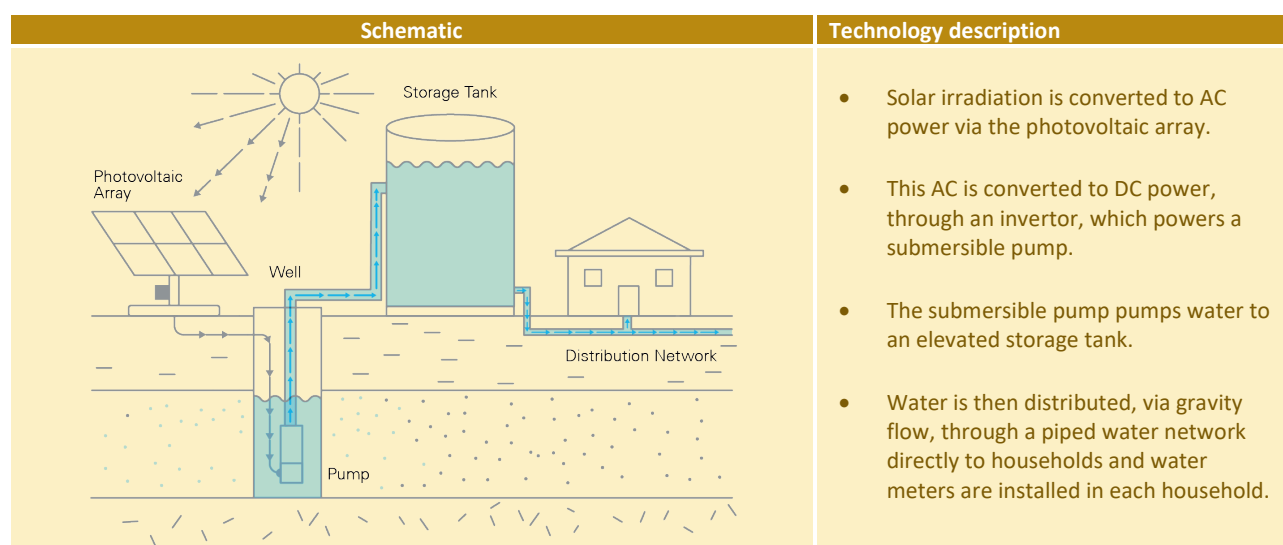 Schematic
Technology description
Storage Tank
Photovoltaic
Array
Well
Distribution Network
Pump
• Solar irradiation is converted to AC
power via the photovoltaic array.
• This AC is converted to DC power,
through an invertor, which powers a
submersible pump.
• The submersible pump pumps water to
an elevated storage tank.
• Water is then distributed, via gravity
flow, through a piped water network
directly to households and water
meters are installed in each household.